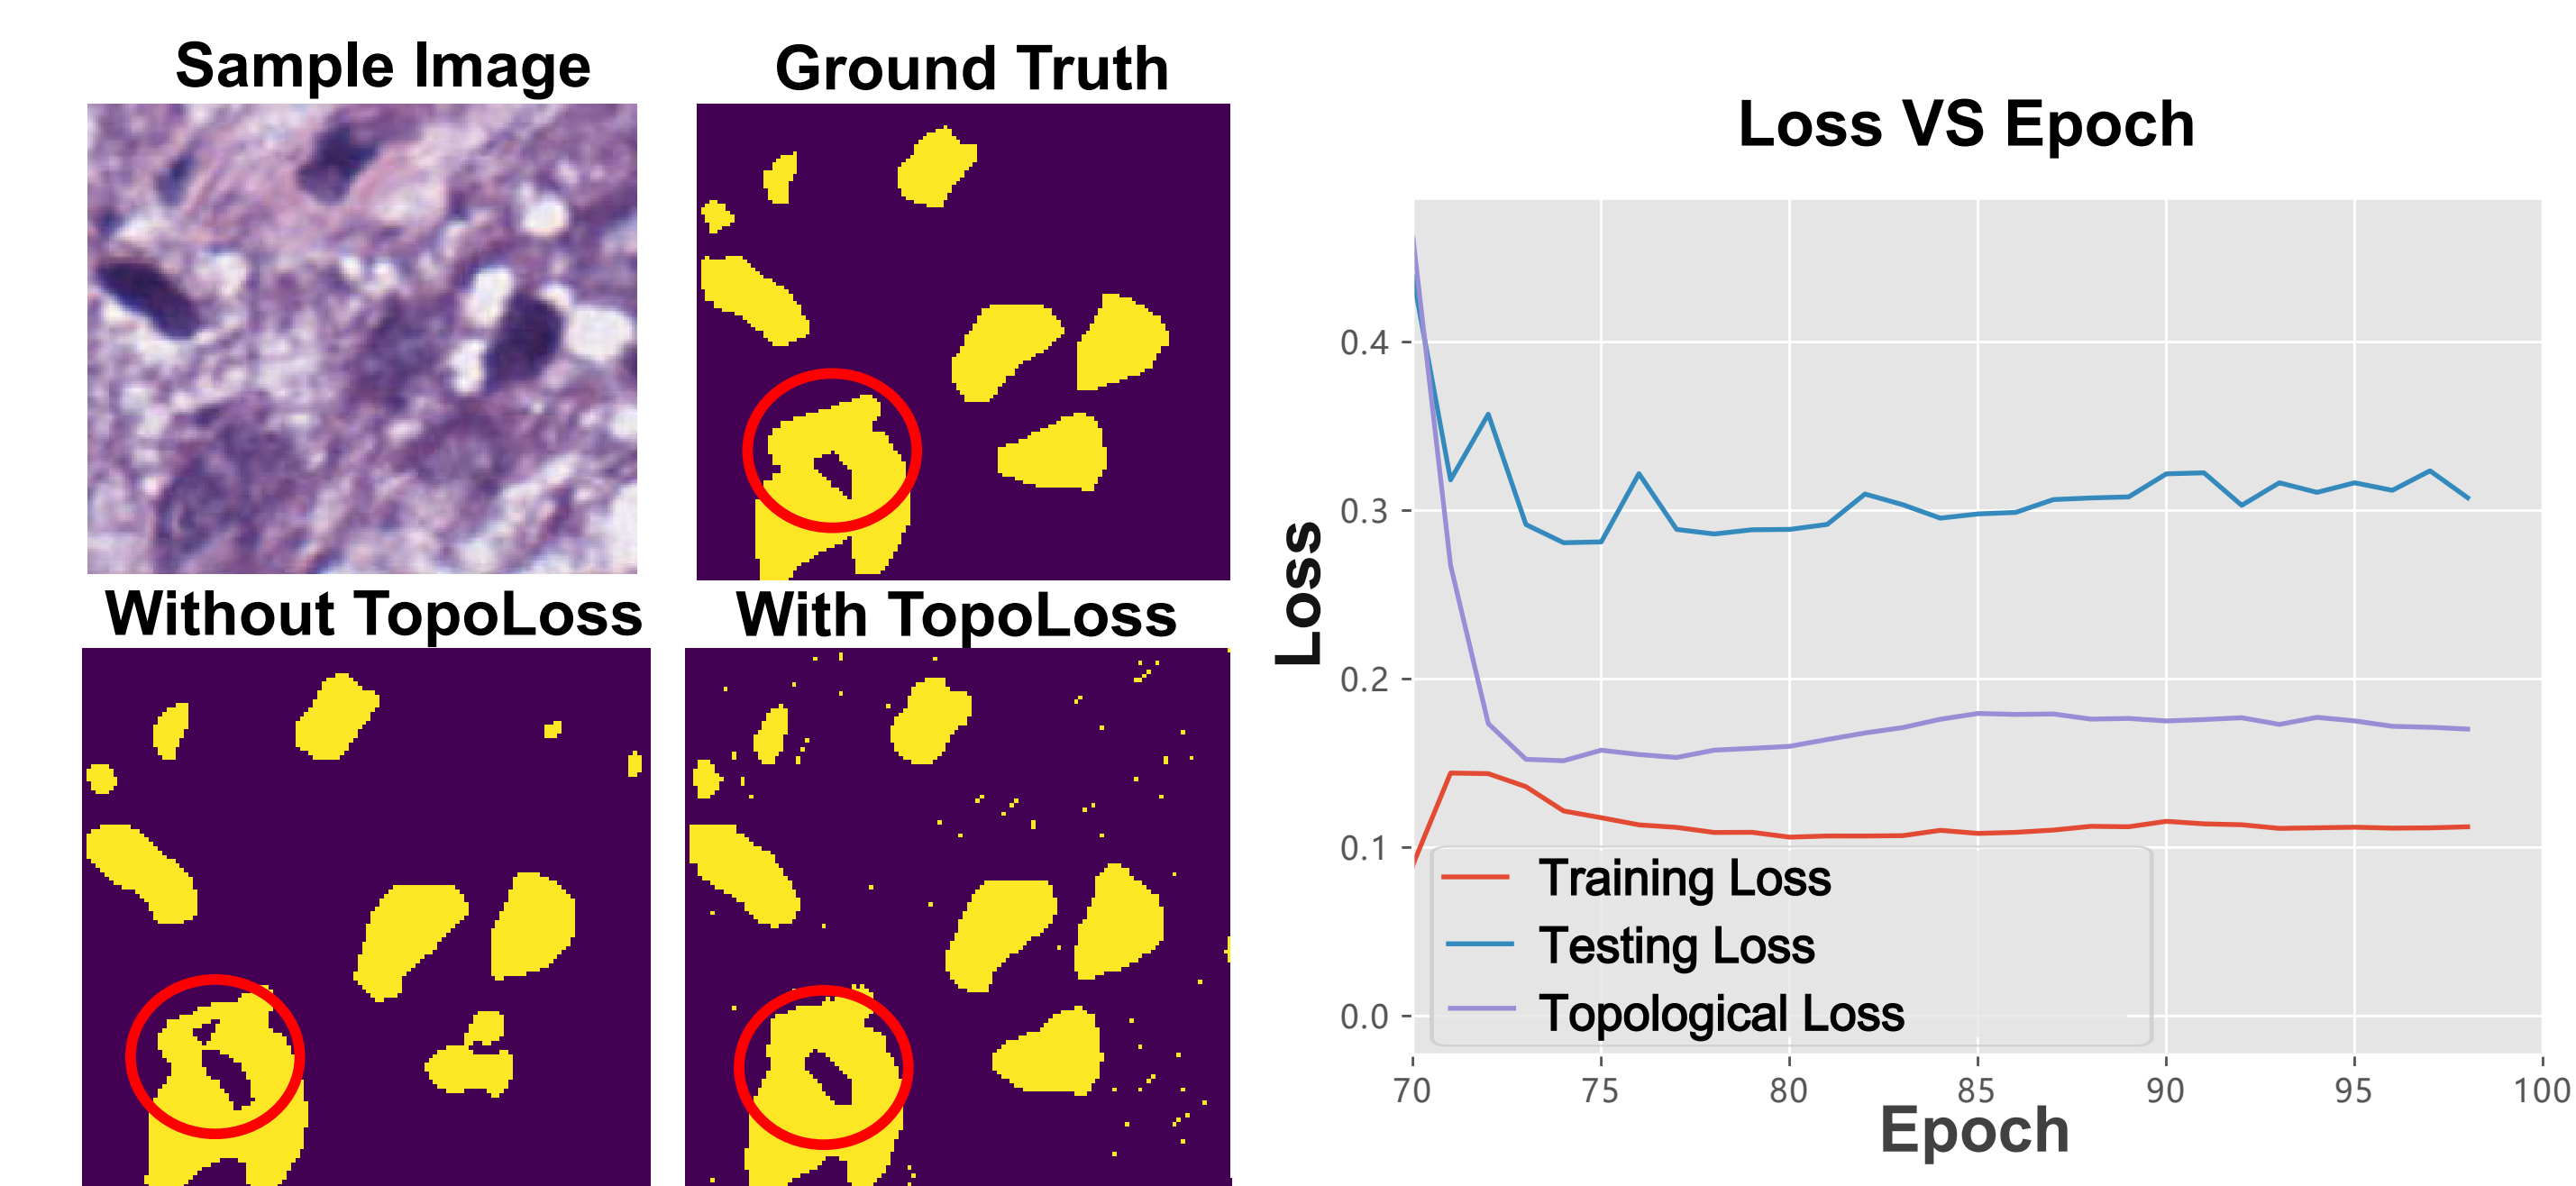 Sample Image
Ground Truth
Without TopoLoss
With TopoLoss
Loss VS Epoch
Loss
0.4
0.3
0.2
0.1
0.0
Training Loss
Testing Loss
Topological Loss
70 75 80 85 90 95 100
Epoch